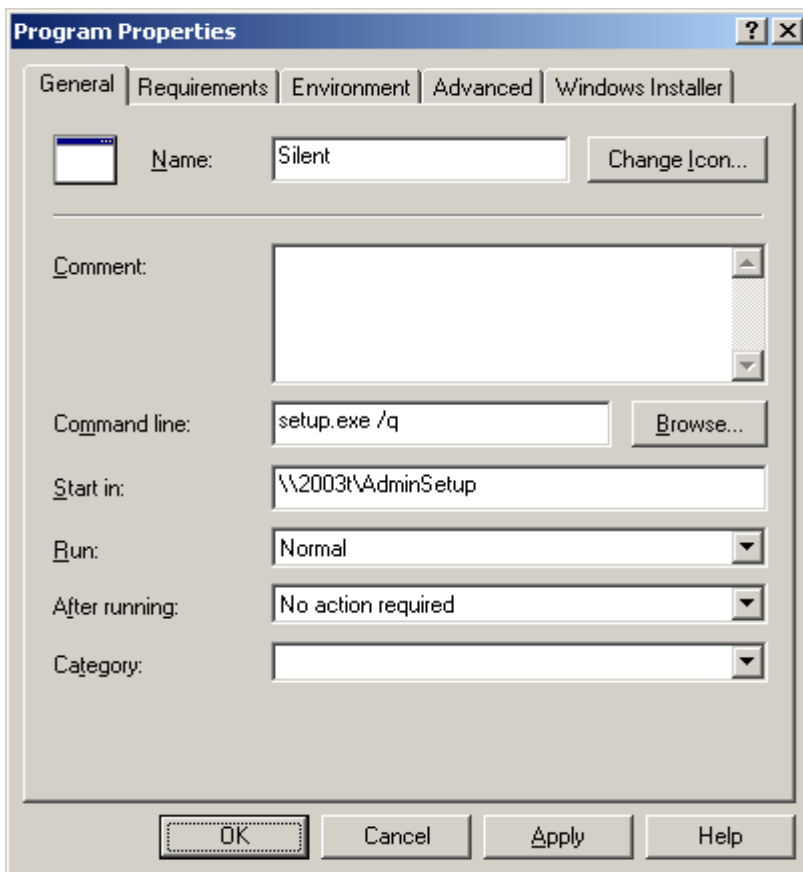 Program Properties
General Requirements Environment Advanced Windows Installer
Name: Silent Change Icon...
Comment:
Command line: setup.exe /q Browse...
Start in: \\2003t\AdminSetup
Run: Normal
After running: No action required
Category:
OK Cancel Apply Help